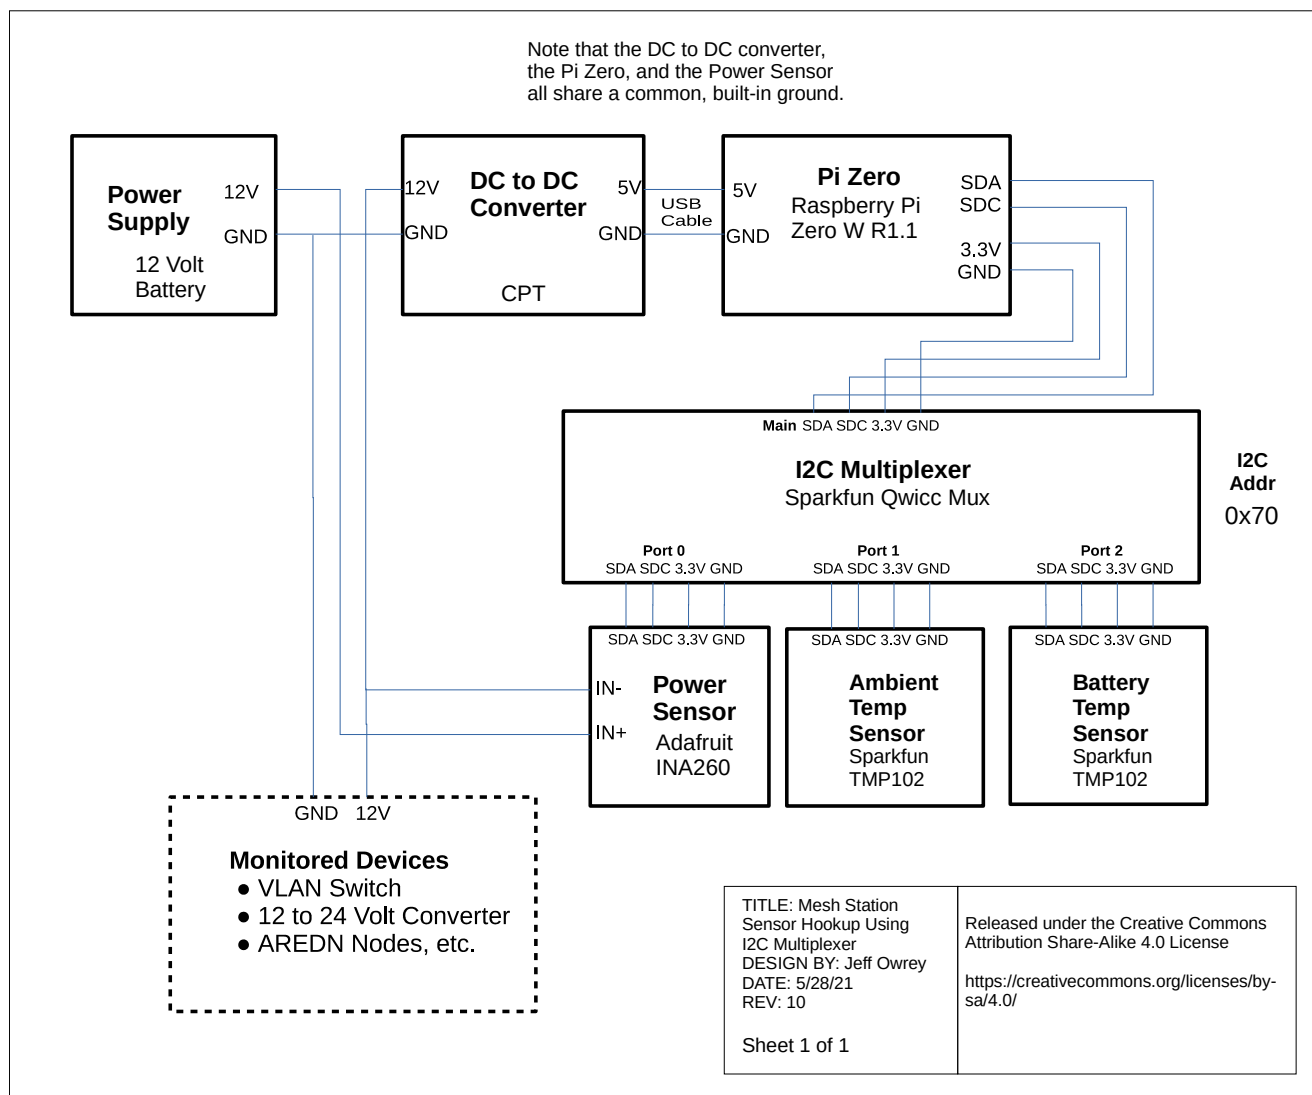 Note that the DC to DC converter,
the Pi Zero, and the Power Sensor
all share a common, built-in ground.
Power
Supply
12V
GND
12 Volt
Battery
12V
DC to DC
Converter
5V
GND
GND
CPT
USB
Cable
5V
GND
Pi Zero
Raspberry Pi
Zero W R1.1
SDA
SDC
3.3V
GND
Main SDA SDC 3.3V GND
I2C Multiplexer
Sparkfun Qwicc Mux
I2C
Addr
0x70
Port 0
SDA SDC 3.3V GND
Port 1
SDA SDC 3.3V GND
Port 2
SDA SDC 3.3V GND
SDA SDC 3.3V GND
IN-
IN+
Power
Sensor
Adafruit
INA260
SDA SDC 3.3V GND
Ambient
Temp
Sensor
Sparkfun
TMP102
SDA SDC 3.3V GND
Battery
Temp
Sensor
Sparkfun
TMP102
GND 12V
Monitored Devices
● VLAN Switch
● 12 to 24 Volt Converter
● AREDN Nodes, etc.
TITLE: Mesh Station
Sensor Hookup Using
I2C Multiplexer
DESIGN BY: Jeff Owrey
DATE: 5/28/21
REV: 10
Sheet 1 of 1
Released under the Creative Commons
Attribution Share-Alike 4.0 License
https://creativecommons.org/licenses/by-
sa/4.0/